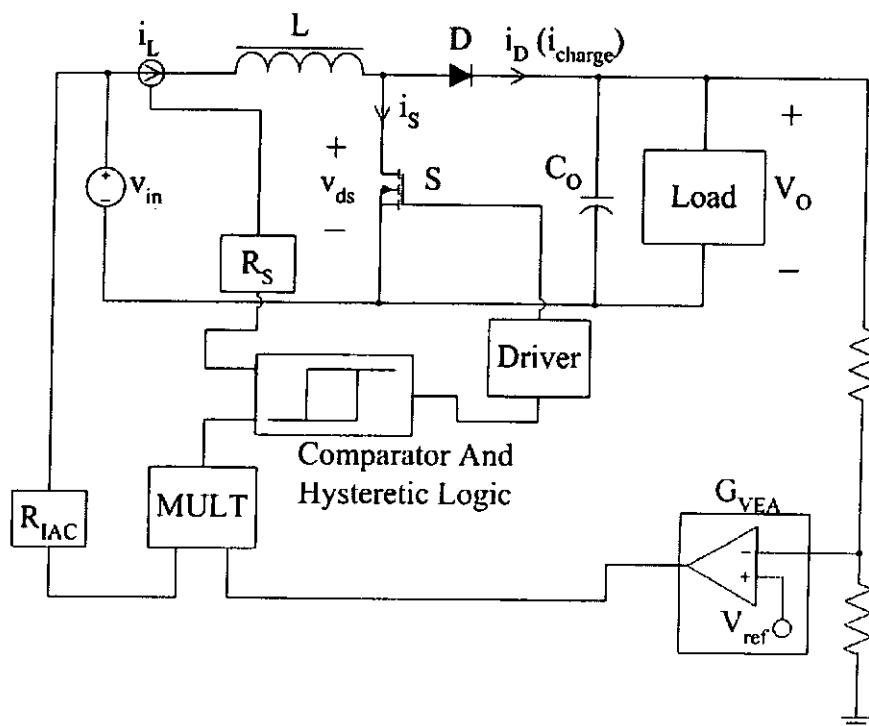 i_L
L
D
i_D (i_charge)
i_S
+
v_ds
−
S
+
−
v_in
C_O
Load
+
V_O
−
R_S
Driver
Comparator And
Hysteretic Logic
R_IAC
MULT
G_VEA
−
+
V_ref